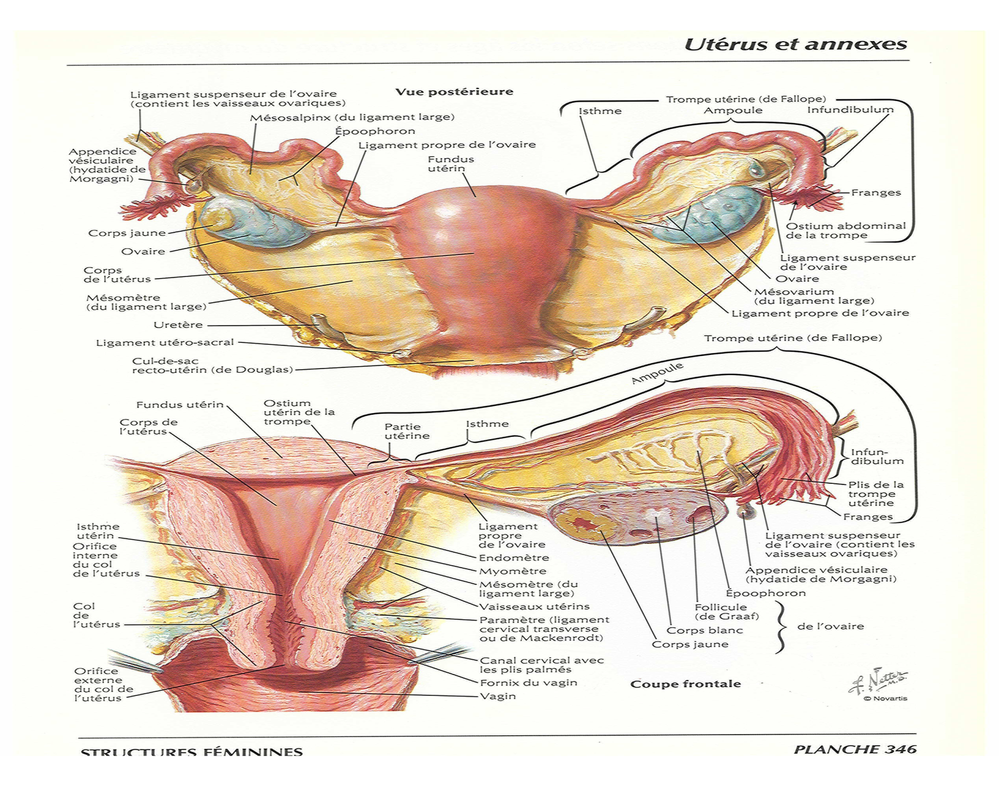 Utérus et annexes
Vue postérieure
Ligament suspenseur de l'ovaire
(contient les vaisseaux ovariques)
Mésosalpinx (du ligament large)
Époophoron
Ligament propre de l'ovaire
Fundus
utérin
Appendice
vésiculaire
(hydatide de
Morgagni)
Corps jaune
Ovaire
Corps
de l'utérus
Mésomètre
(du ligament large)
Uretère
Ligament utéro-sacral
Cul-de-sac
recto-utérin (de Douglas)
Trompe utérine (de Fallope)
Isthme
Ampoule
Infundibulum
Franges
Ostium abdominal
de la trompe
Ligament suspenseur
de l'ovaire
Ovaire
Mésovarium
(du ligament large)
Ligament propre de l'ovaire
Trompe utérine (de Fallope)
Ampoule
Fundus utérin
Corps de
l'utérus
Ostium
utérin de la
trompe
Partie
utérine
Isthme
Infun-
dibulum
Plis de la
trompe
utérine
Franges
Ligament suspenseur
de l'ovaire (contient les
vaisseaux ovariques)
Appendice vésiculaire
(hydatide de Morgagni)
Époophoron
Follicule
(de Graaf)
Corps blanc
Corps jaune
de l'ovaire
Isthme
utérin
Orifice
interne
du col
de l'utérus
Col
de
l'utérus
Orifice
externe
du col de
l'utérus
Ligament
propre
de l'ovaire
Endomètre
Myomètre
Mésomètre (du
ligament large)
Vaisseaux utérins
Paramètre (ligament
cervical transverse
ou de Mackenrodt)
Canal cervical avec
les plis palmés
Fornix du vagin
Vagin
Coupe frontale
F. Netter
M.D.
© Novartis
STRUCTURES FÉMININES
PLANCHE 346